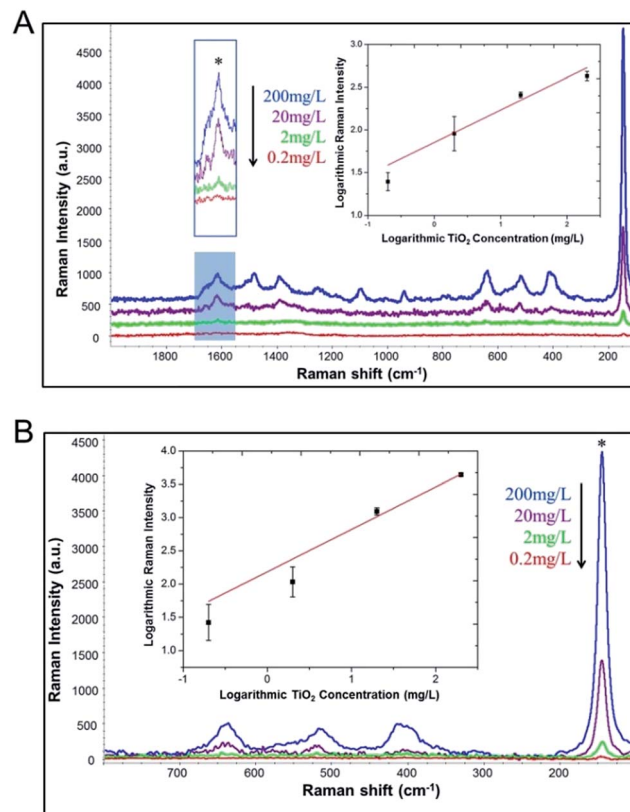 A
4500
4000
3500
3000
2500
2000
1500
1000
500
0
*
200mg/L
20mg/L
2mg/L
0.2mg/L
Logarithmic Raman Intensity
3.0
2.5
2.0
1.5
1.0
0 1 2
Logarithmic TiO2 Concentration (mg/L)
Raman Intensity (a.u.)
1800 1600 1400 1200 1000 800 600 400 200
Raman shift (cm-1)
B
4500
4000
3500
3000
2500
2000
1500
1000
500
0
Logarithmic Raman Intensity
4.0
3.5
3.0
2.5
2.0
1.5
1.0
-1 0 1 2
Logarithmic TiO2 Concentration (mg/L)
*
200mg/L
20mg/L
2mg/L
0.2mg/L
Raman Intensity (a.u.)
700 600 500 400 300 200
Raman shift (cm-1)